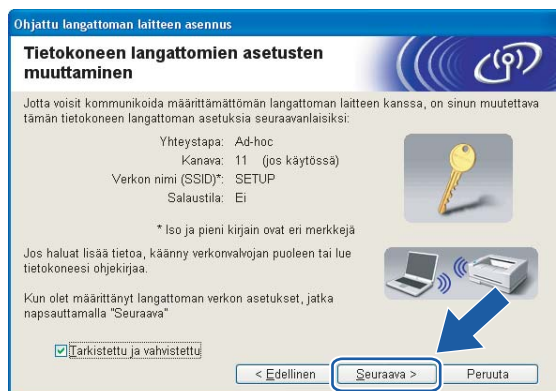 Ohjattu langattoman laitteen asennus
Tietokoneen langattomien asetusten
muuttaminen
Jotta voisit kommunikoida määrittämättömän langattoman laitteen kanssa, on sinun muutettava
tämän tietokoneen langattoman asetuksia seuraavanlaisiksi:
Yhteystapa: Ad-hoc
Kanava: 11 (jos käytössä)
Verkon nimi (SSID)*: SETUP
Salaustila: Ei
* Iso ja pieni kirjain ovat eri merkkejä
Jos haluat lisää tietoa, käänny verkonvalvojan puoleen tai lue
tietokoneesi ohjekirjaa.
Kun olet määrittänyt langattoman verkon asetukset, jatka
napsauttamalla "Seuraava"
Tarkistettu ja vahvistettu
< Edellinen Seuraava > Peruuta